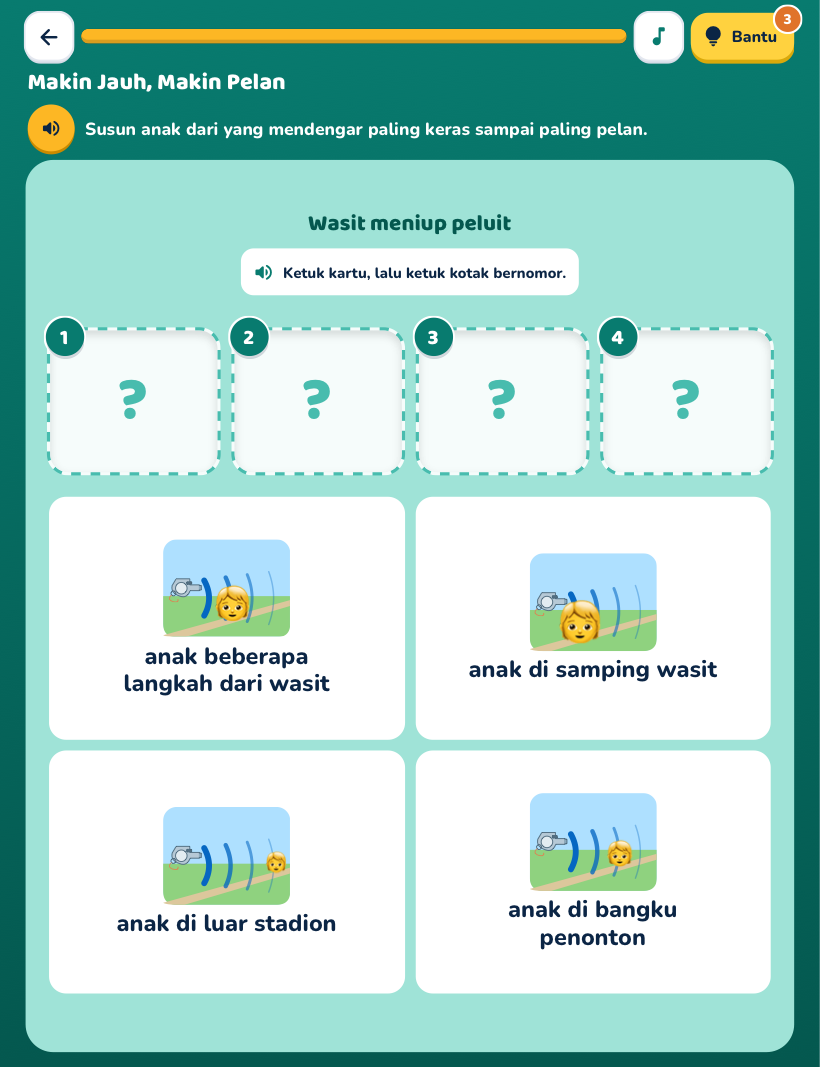 3
Bantu
Makin Jauh, Makin Pelan
Susun anak dari yang mendengar paling keras sampai paling pelan.
Wasit meniup peluit
Ketuk kartu, lalu ketuk kotak bernomor.
1
2
3
4
?
?
?
?
anak beberapa
langkah dari wasit
anak di samping wasit
anak di luar stadion
anak di bangku
penonton